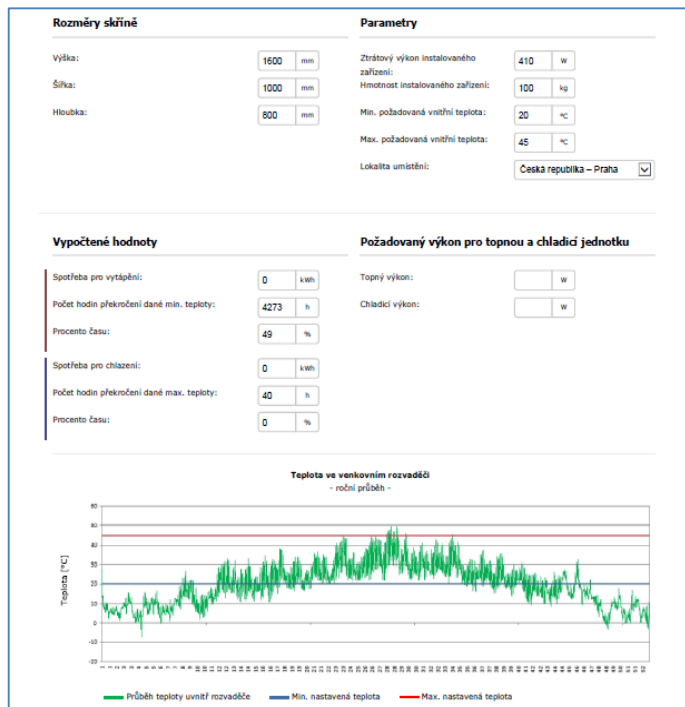 Rozměry skříně
Parametry
Výška:
1600 mm
Šířka:
1000 mm
Hloubka:
800 mm
Ztrátový výkon instalovaného
zařízení:
410 W
Hmotnost instalovaného zařízení:
100 kg
Min. požadovaná vnitřní teplota:
20 °C
Max. požadovaná vnitřní teplota:
45 °C
Lokalita umístění:
Česká republika – Praha
Vypočtené hodnoty
Požadovaný výkon pro topnou a chladicí jednotku
Spotřeba pro vytápění:
0 kWh
Počet hodin překročení dané min. teploty:
4273 h
Procento času:
49 %
Spotřeba pro chlazení:
0 kWh
Počet hodin překročení dané max. teploty:
40 h
Procento času:
0 %
Topný výkon:
W
Chladicí výkon:
W
Teplota ve venkovním rozvaděči
- roční průběh -
Teplota [°C]
10
0
-10
Průběh teploty uvnitř rozvaděče
Min. nastavená teplota
Max. nastavená teplota